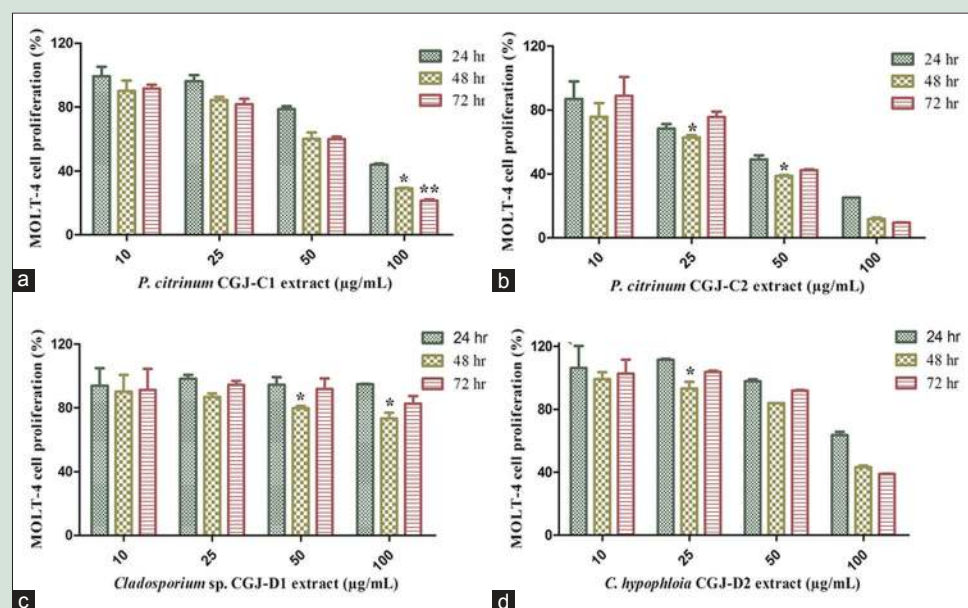 MOLT-4 cell proliferation (%)
120
80
40
0
24 hr
48 hr
72 hr
*
**
10
25
50
100
P. citrinum CGJ-C1 extract (µg/mL)
a
MOLT-4 cell proliferation (%)
120
80
40
0
24 hr
48 hr
72 hr
*
*
10
25
50
100
P. citrinum CGJ-C2 extract (µg/mL)
b
MOLT-4 cell proliferation (%)
120
80
40
0
24 hr
48 hr
72 hr
*
*
10
25
50
100
Cladosporium sp. CGJ-D1 extract (µg/mL)
c
MOLT-4 cell proliferation (%)
120
80
40
0
24 hr
48 hr
72 hr
*
10
25
50
100
C. hypophloia CGJ-D2 extract (µg/mL)
d